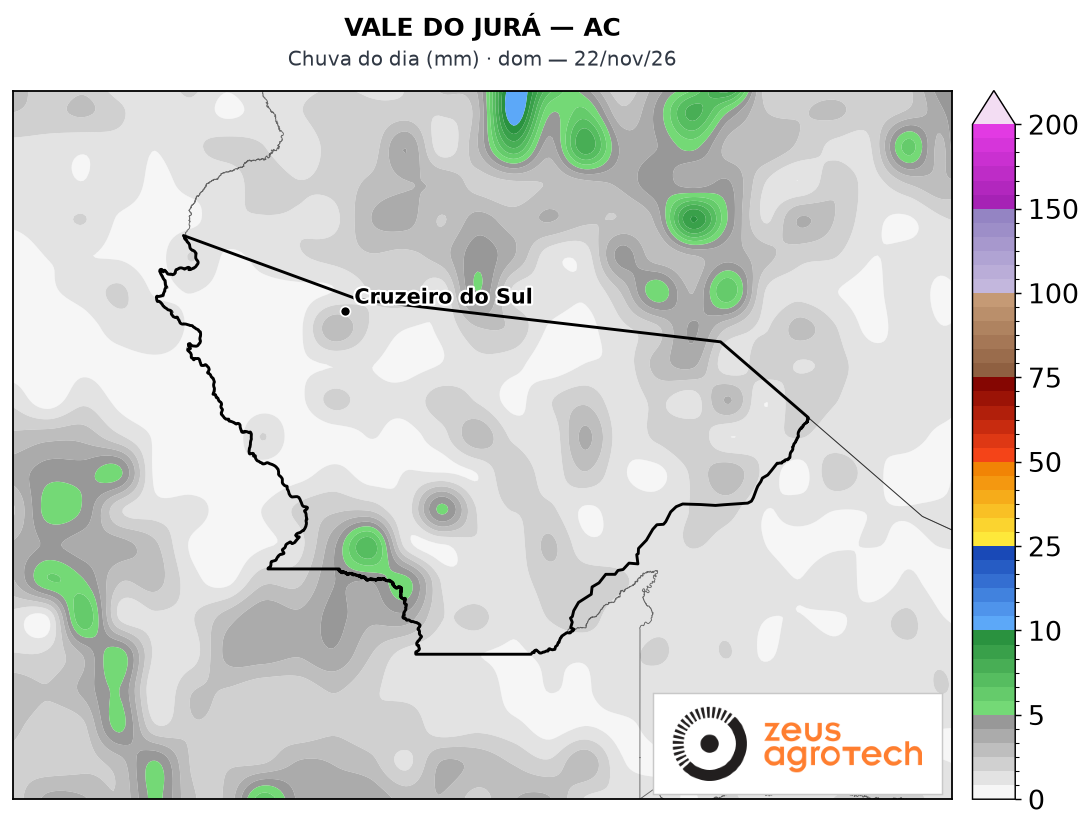 VALE DO JURÁ — AC
Chuva do dia (mm) · dom — 22/nov/26
Cruzeiro do Sul
200
150
100
75
50
25
10
5
0
zeus
agrotech